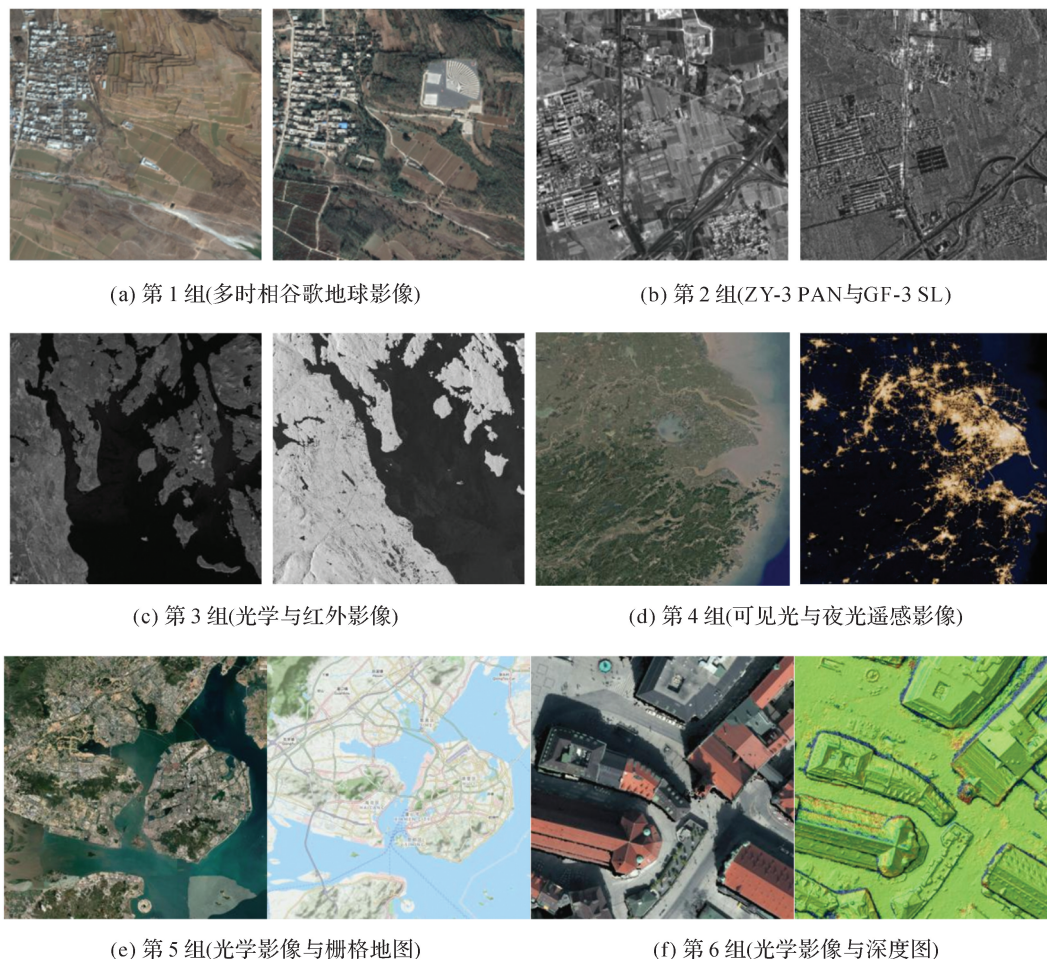 (a) 第 1 组(多时相谷歌地球影像)
(b) 第 2 组(ZY-3 PAN与GF-3 SL)
(c) 第 3 组(光学与红外影像)
(d) 第 4 组(可见光与夜光遥感影像)
(e) 第 5 组(光学影像与栅格地图)
(f) 第 6 组(光学影像与深度图)